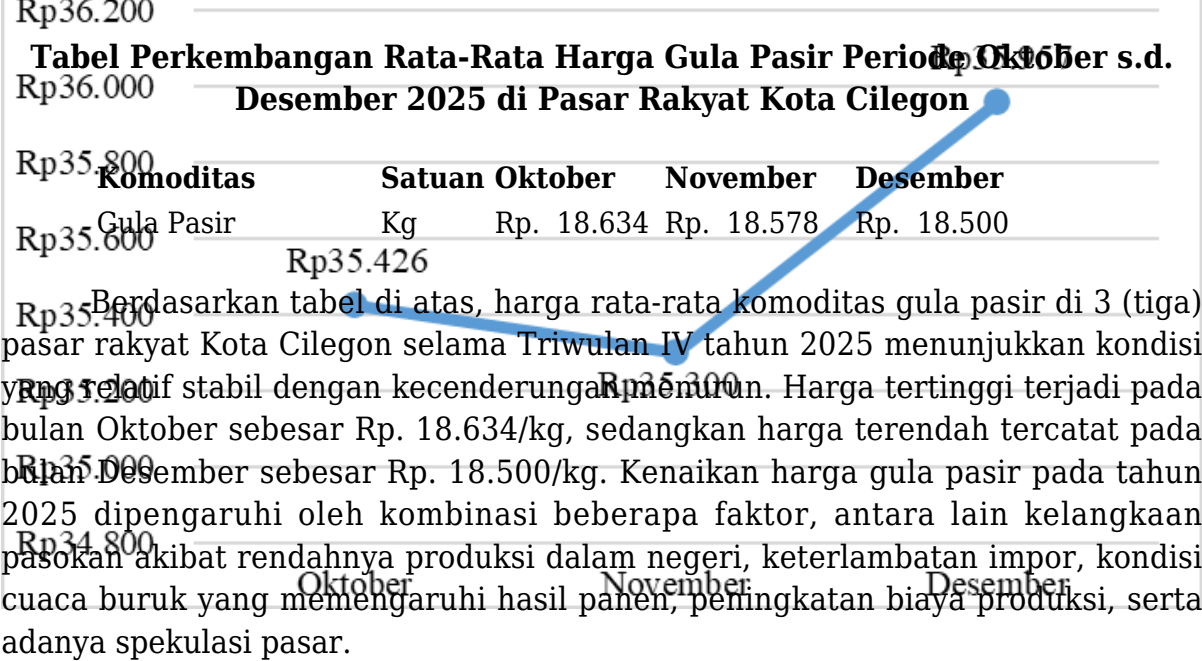 Rp36.200
Tabel Perkembangan Rata-Rata Harga Gula Pasir Periode Oktober s.d.
Desember 2025 di Pasar Rakyat Kota Cilegon
Rp36.000
Rp35.800
Komoditas Satuan Oktober November Desember
Gula Pasir Kg Rp. 18.634 Rp. 18.578 Rp. 18.500
Rp35.600
Rp35.426
Berdasarkan tabel di atas, harga rata-rata komoditas gula pasir di 3 (tiga)
Rp35.400
pasar rakyat Kota Cilegon selama Triwulan IV tahun 2025 menunjukkan kondisi
yang relatif stabil dengan kecenderungan menurun. Harga tertinggi terjadi pada
Rp35.200
Rp35.300
bulan Oktober sebesar Rp. 18.634/kg, sedangkan harga terendah tercatat pada
bulan Desember sebesar Rp. 18.500/kg. Kenaikan harga gula pasir pada tahun
Rp35.000
2025 dipengaruhi oleh kombinasi beberapa faktor, antara lain kelangkaan
pasokan akibat rendahnya produksi dalam negeri, keterlambatan impor, kondisi
Rp34.800
Oktober November Desember
cuaca buruk yang memengaruhi hasil panen, peningkatan biaya produksi, serta
adanya spekulasi pasar.